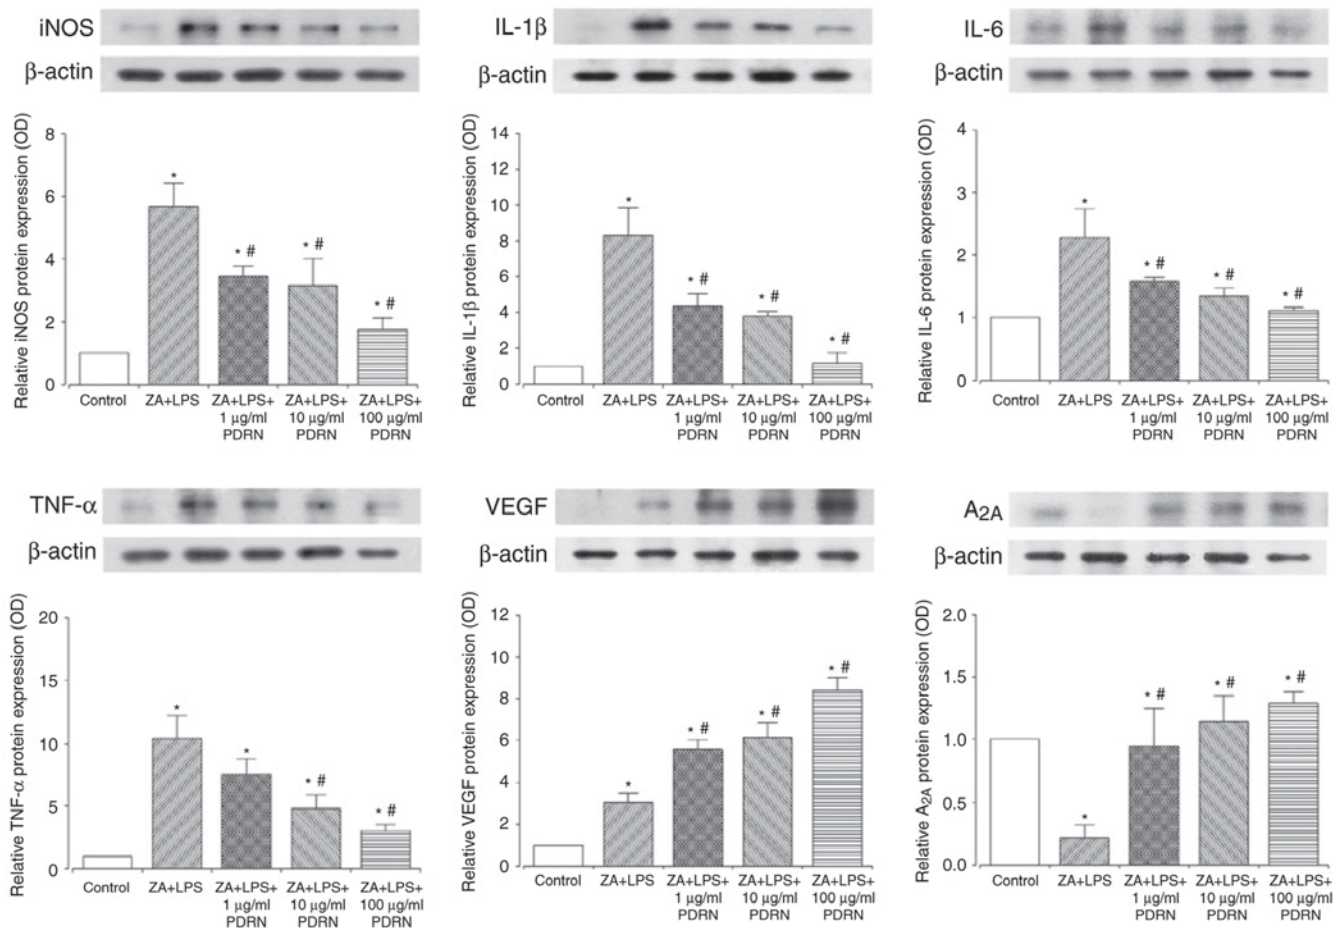 iNOS
β-actin
Relative iNOS protein expression (OD)
8
6
4
2
0
*
* #
* #
* #
Control
ZA+LPS
ZA+LPS+
1 µg/ml
PDRN
ZA+LPS+
10 µg/ml
PDRN
ZA+LPS+
100 µg/ml
PDRN
IL-1β
β-actin
Relative IL-1β protein expression (OD)
14
12
10
8
6
4
2
0
*
* #
* #
* #
Control
ZA+LPS
ZA+LPS+
1 µg/ml
PDRN
ZA+LPS+
10 µg/ml
PDRN
ZA+LPS+
100 µg/ml
PDRN
IL-6
β-actin
Relative IL-6 protein expression (OD)
4
3
2
1
0
*
* #
* #
* #
Control
ZA+LPS
ZA+LPS+
1 µg/ml
PDRN
ZA+LPS+
10 µg/ml
PDRN
ZA+LPS+
100 µg/ml
PDRN
TNF-α
β-actin
Relative TNF-α protein expression (OD)
20
15
10
5
0
*
*
* #
* #
Control
ZA+LPS
ZA+LPS+
1 µg/ml
PDRN
ZA+LPS+
10 µg/ml
PDRN
ZA+LPS+
100 µg/ml
PDRN
VEGF
β-actin
Relative VEGF protein expression (OD)
12
10
8
6
4
2
0
*
* #
* #
* #
Control
ZA+LPS
ZA+LPS+
1 µg/ml
PDRN
ZA+LPS+
10 µg/ml
PDRN
ZA+LPS+
100 µg/ml
PDRN
A2A
β-actin
Relative A2A protein expression (OD)
2.0
1.5
1.0
0.5
0.0
*
* #
* #
* #
Control
ZA+LPS
ZA+LPS+
1 µg/ml
PDRN
ZA+LPS+
10 µg/ml
PDRN
ZA+LPS+
100 µg/ml
PDRN